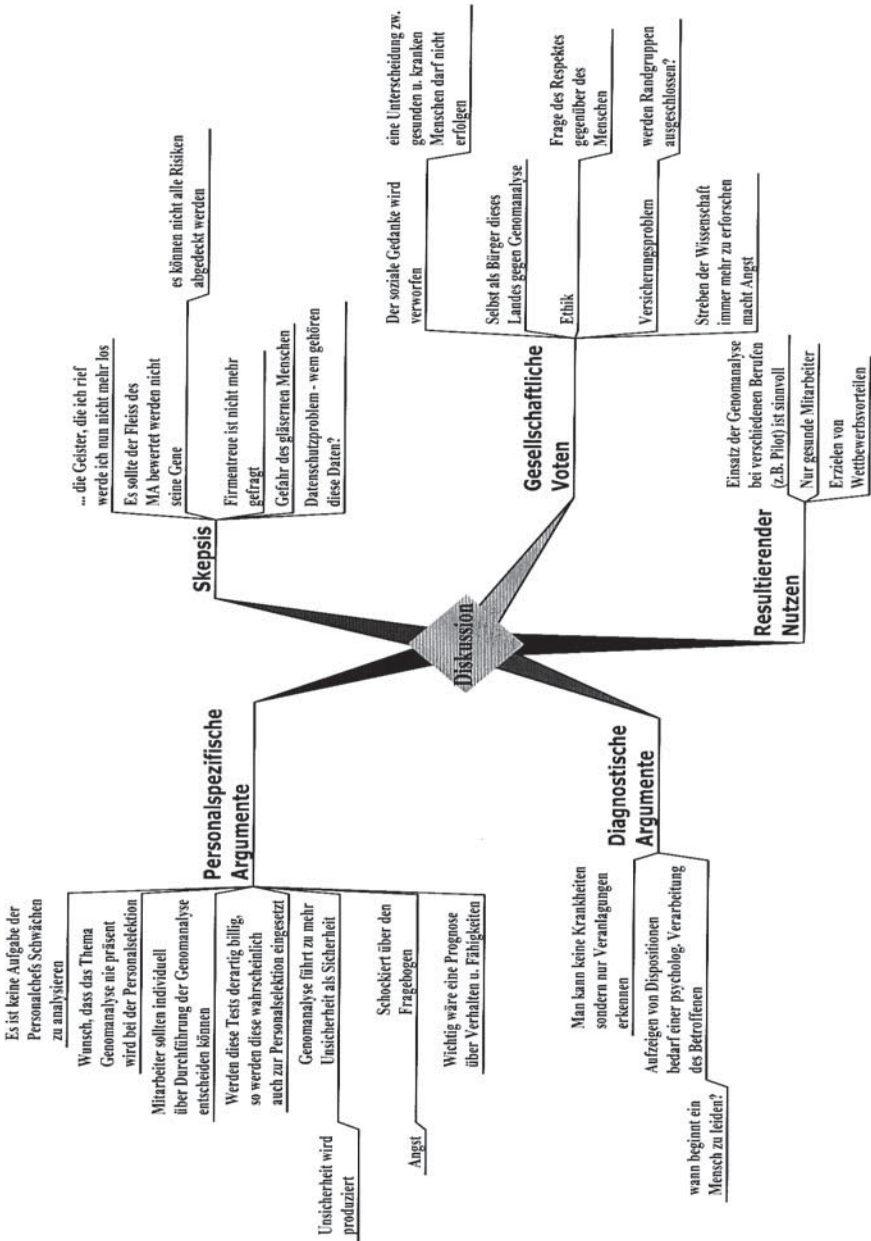 Diskussion
Personalspezifische
Argumente
Es ist keine Aufgabe der
Personalchefs Schwächen
zu analysieren
Wunsch, dass das Thema
Genomanalyse nie präsent
wird bei der Personalselektion
Mitarbeiter sollten individuell
über Durchführung der Genomanalyse
entscheiden können
Werden diese Tests derartig billig,
so werden diese wahrscheinlich
auch zur Personalselektion eingesetzt
Genomanalyse führt zu mehr
Unsicherheit als Sicherheit
Unsicherheit wird
produziert
Schockiert über den
Fragebogen
Angst
Wichtig wäre eine Prognose
über Verhalten u. Fähigkeiten
Skepsis
... die Geister, die ich rief
werde ich nun nicht mehr los
Es sollte der Fleiss des
MA bewertet werden nicht
seine Gene
es können nicht alle Risiken
abgedeckt werden
Firmentreue ist nicht mehr
gefragt
Gefahr des gläsernen Menschen
Datenschutzproblem - wem gehören
diese Daten?
Gesellschaftliche
Voten
Der soziale Gedanke wird
verworfen
eine Unterscheidung zw.
gesunden u. kranken
Menschen darf nicht
erfolgen
Selbst als Bürger dieses
Landes gegen Genomanalyse
Ethik
Frage des Respektes
gegenüber des
Menschen
Versicherungsproblem
werden Randgruppen
ausgeschlossen?
Streben der Wissenschaft
immer mehr zu erforschen
macht Angst
Diagnostische
Argumente
Man kann keine Krankheiten
sondern nur Veranlagungen
erkennen
Aufzeigen von Dispositionen
bedarf einer psycholog. Verarbeitung
des Betroffenen
wann beginnt ein
Mensch zu leiden?
Resultierender
Nutzen
Einsatz der Genomanalyse
bei verschiedenen Berufen
(z.B. Pilot) ist sinnvoll
Nur gesunde Mitarbeiter
Erzielen von
Wettbewerbsvorteilen